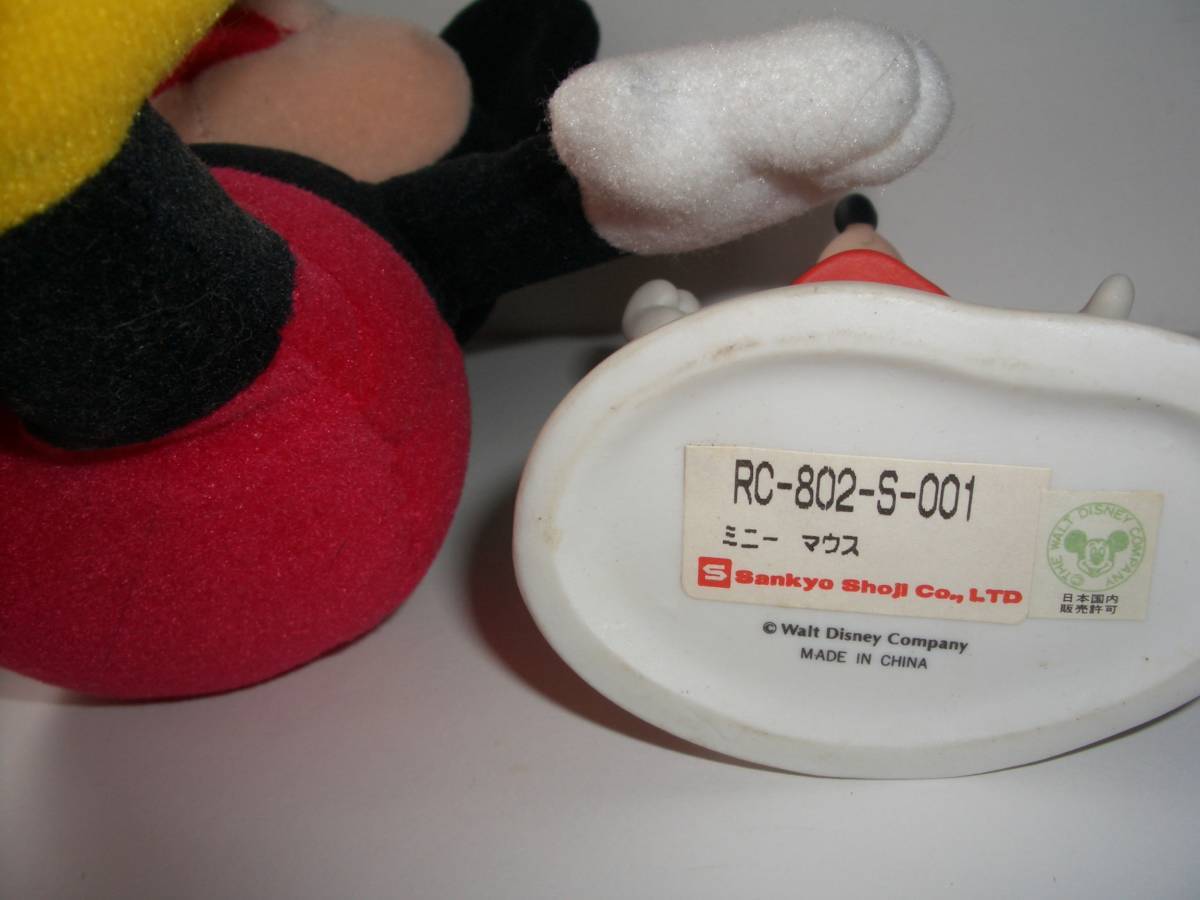 RC-802-S-001
ミニー マウス
S Sankyo Shoji Co., LTD
© THE WALT DISNEY COMPANY
日本国内
販売許可
© Walt Disney Company
MADE IN CHINA